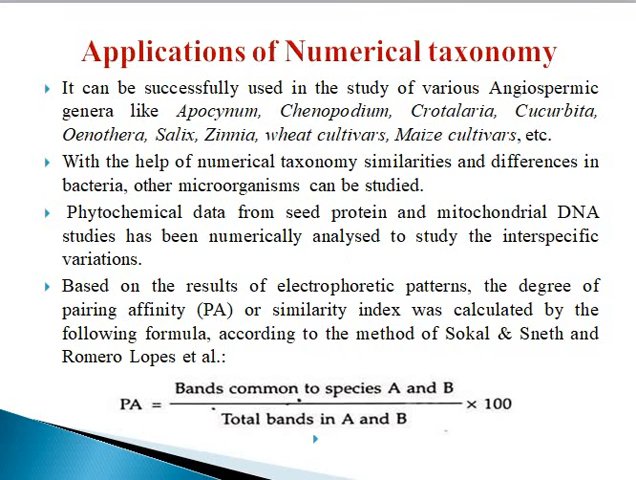 Applications of Numerical taxonomy
It can be successfully used in the study of various Angiospermic
genera like Apocynum, Chenopodium, Crotalaria, Cucurbita,
Oenothera, Salix, Zinnia, wheat cultivars, Maize cultivars, etc.
With the help of numerical taxonomy similarities and differences in
bacteria, other microorganisms can be studied.
Phytochemical data from seed protein and mitochondrial DNA
studies has been numerically analysed to study the interspecific
variations.
Based on the results of electrophoretic patterns, the degree of
pairing affinity (PA) or similarity index was calculated by the
following formula, according to the method of Sokal & Sneth and
Romero Lopes et al.:
Bands common to species A and B
PA = × 100
Total bands in A and B